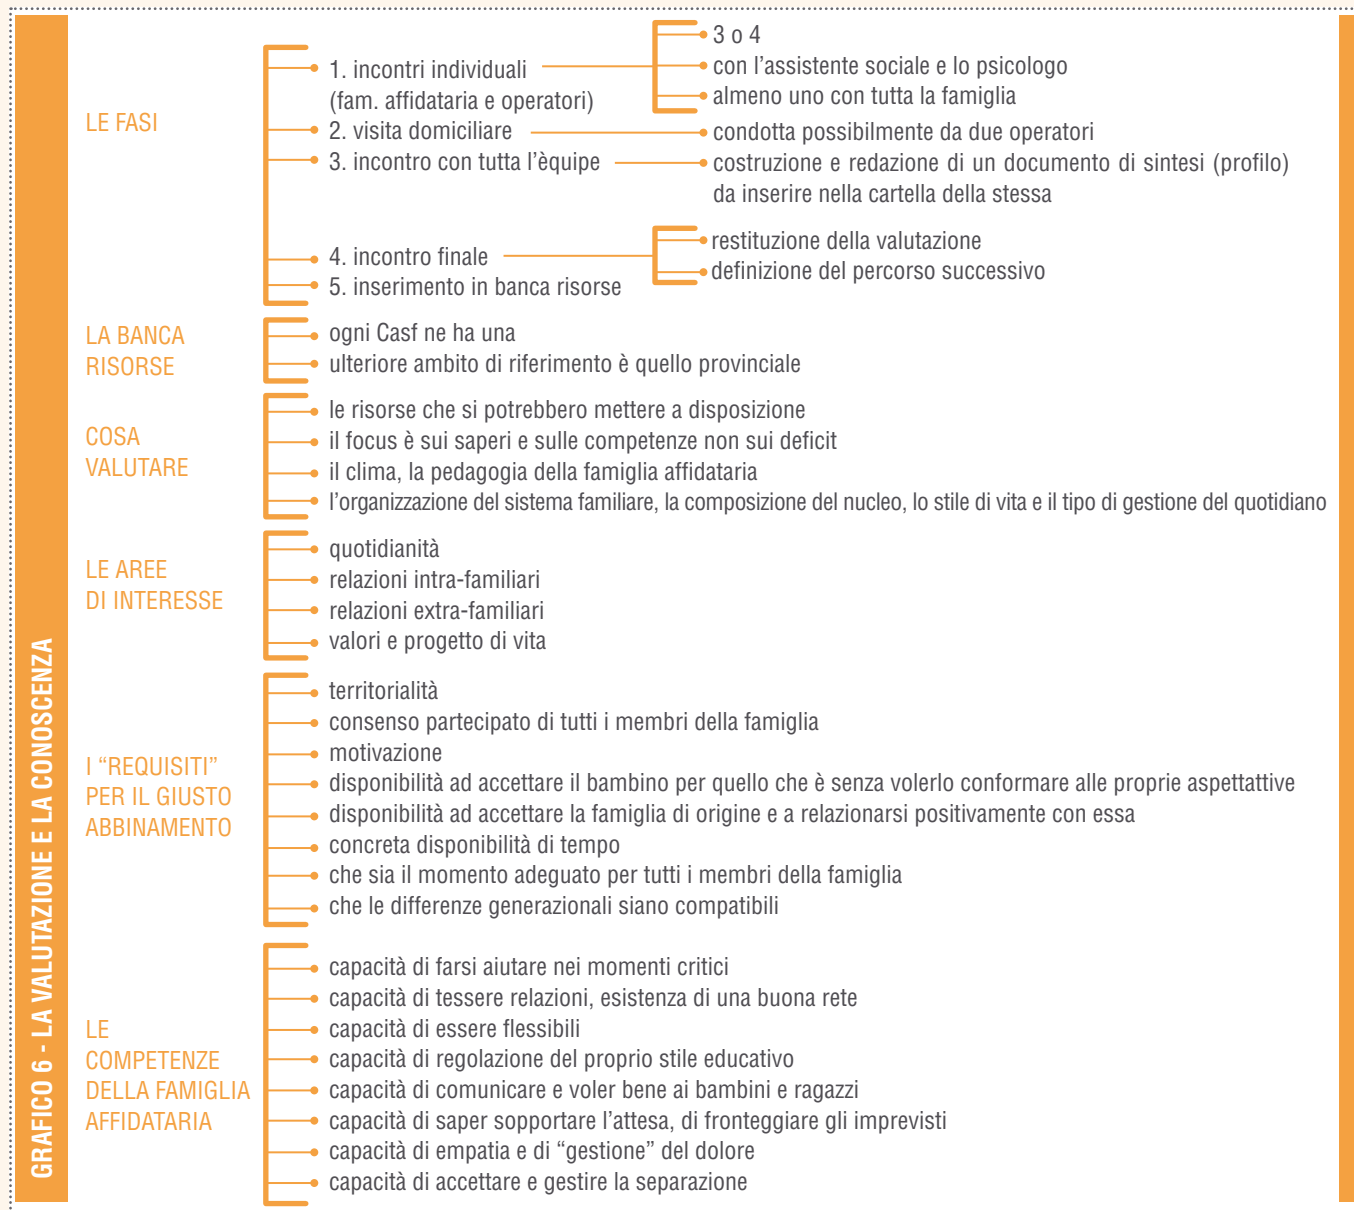 GRAFICO 6 - LA VALUTAZIONE E LA CONOSCENZA
LE FASI
1. incontri individuali
(fam. affidataria e operatori)
3 o 4
con l'assistente sociale e lo psicologo
almeno uno con tutta la famiglia
2. visita domiciliare
condotta possibilmente da due operatori
3. incontro con tutta l'èquipe
costruzione e redazione di un documento di sintesi (profilo)
da inserire nella cartella della stessa
4. incontro finale
restituzione della valutazione
definizione del percorso successivo
5. inserimento in banca risorse
LA BANCA
RISORSE
ogni Casf ne ha una
ulteriore ambito di riferimento è quello provinciale
COSA
VALUTARE
le risorse che si potrebbero mettere a disposizione
il focus è sui saperi e sulle competenze non sui deficit
il clima, la pedagogia della famiglia affidataria
l'organizzazione del sistema familiare, la composizione del nucleo, lo stile di vita e il tipo di gestione del quotidiano
LE AREE
DI INTERESSE
quotidianità
relazioni intra-familiari
relazioni extra-familiari
valori e progetto di vita
I “REQUISITI”
PER IL GIUSTO
ABBINAMENTO
territorialità
consenso partecipato di tutti i membri della famiglia
motivazione
disponibilità ad accettare il bambino per quello che è senza volerlo conformare alle proprie aspettattive
disponibilità ad accettare la famiglia di origine e a relazionarsi positivamente con essa
concreta disponibilità di tempo
che sia il momento adeguato per tutti i membri della famiglia
che le differenze generazionali siano compatibili
LE
COMPETENZE
DELLA FAMIGLIA
AFFIDATARIA
capacità di farsi aiutare nei momenti critici
capacità di tessere relazioni, esistenza di una buona rete
capacità di essere flessibili
capacità di regolazione del proprio stile educativo
capacità di comunicare e voler bene ai bambini e ragazzi
capacità di saper sopportare l'attesa, di fronteggiare gli imprevisti
capacità di empatia e di “gestione” del dolore
capacità di accettare e gestire la separazione